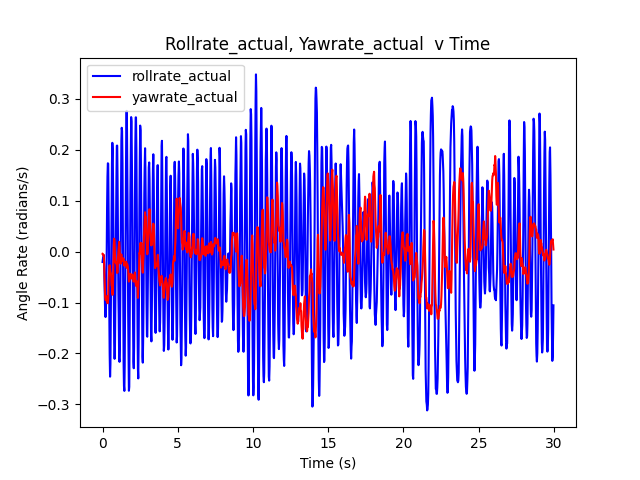 Rollrate_actual, Yawrate_actual  v Time
rollrate_actual
yawrate_actual
Angle Rate (radians/s)
0.3
0.2
0.1
0.0
−0.1
−0.2
−0.3
0 5 10 15 20 25 30
Time (s)